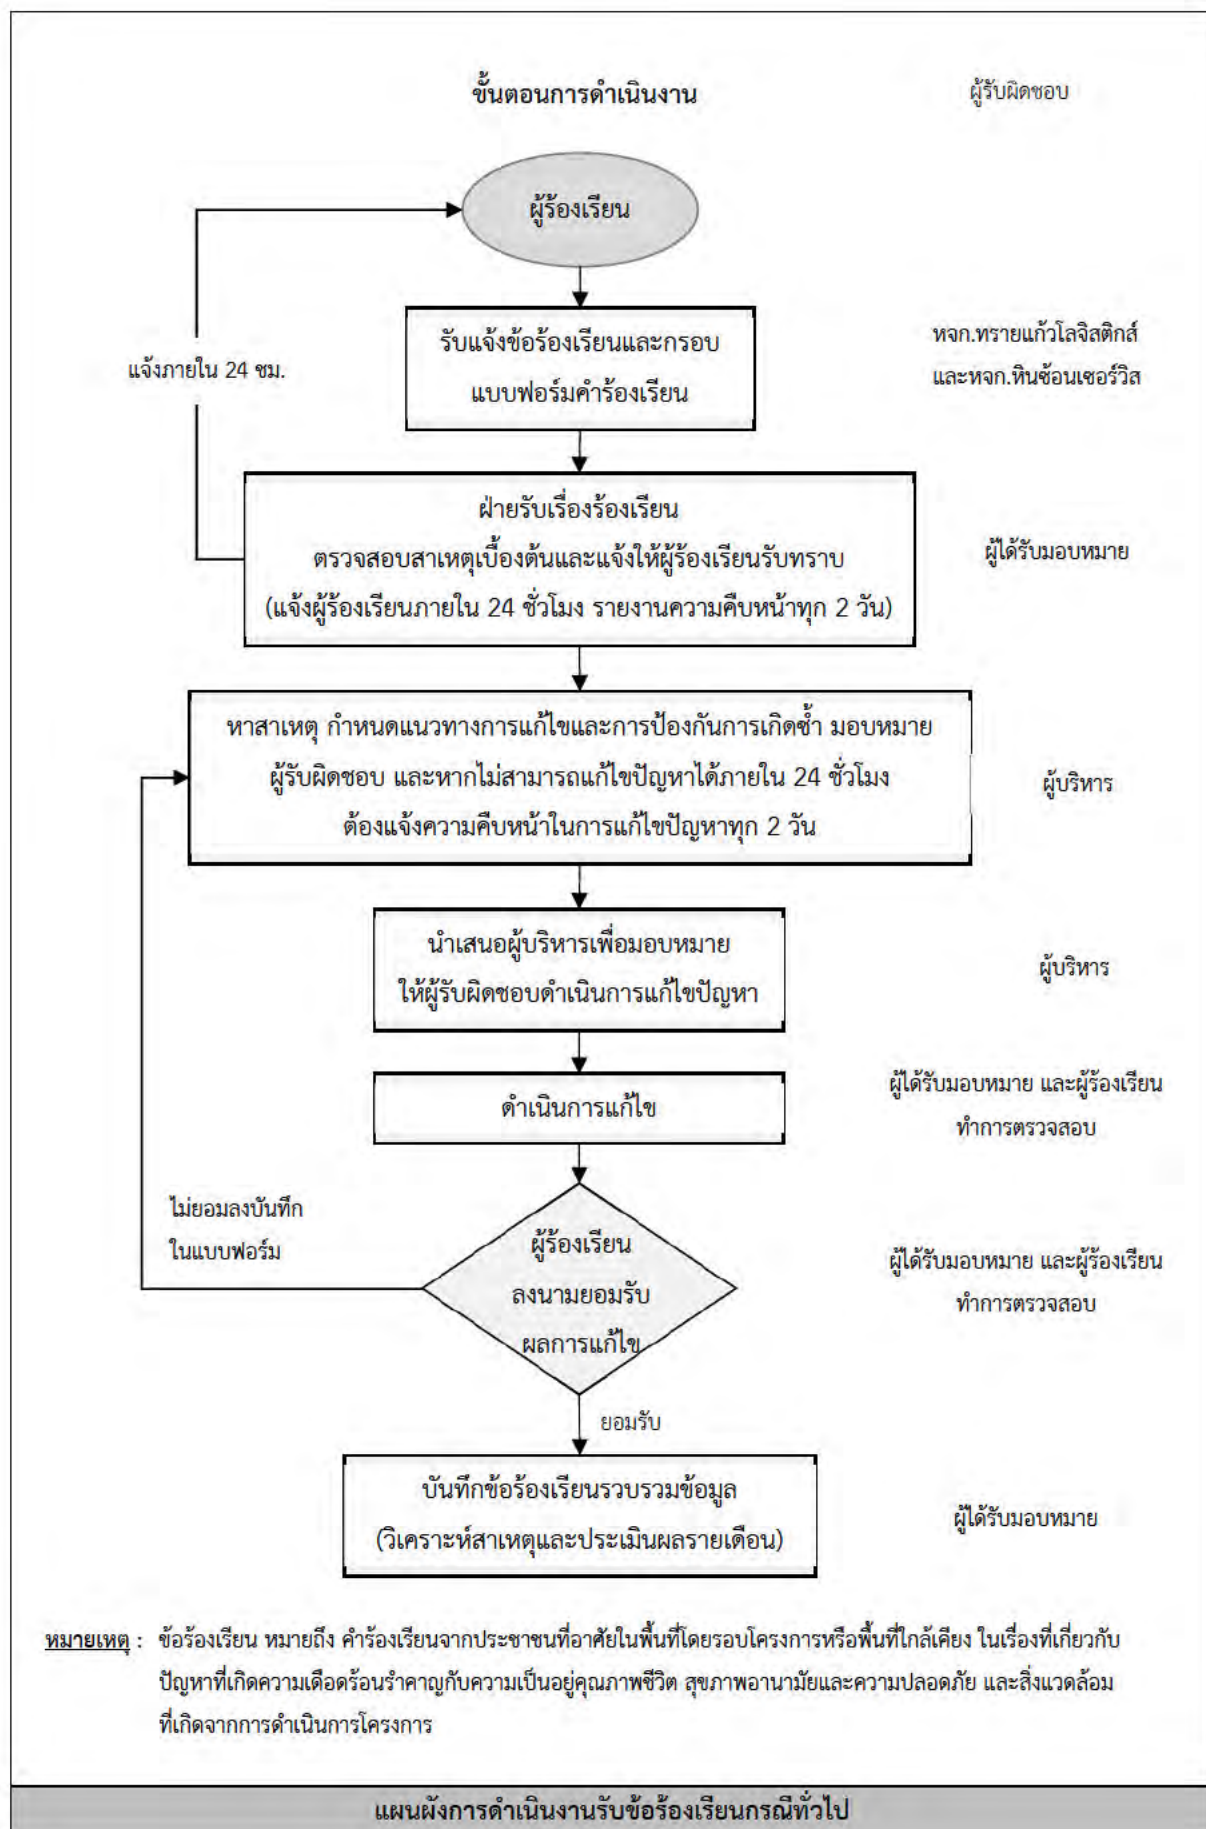 ขั้นตอนการดำเนินงาน
ผู้รับผิดชอบ
ผู้ร้องเรียน
รับแจ้งข้อร้องเรียนและกรอบ
แบบฟอร์มคำร้องเรียน
หจก.ทรายแก้วโลจิสติกส์
และหจก.หินซ้อนเซอร์วิส
แจ้งภายใน 24 ชม.
ฝ่ายรับเรื่องร้องเรียน
ตรวจสอบสาเหตุเบื้องต้นและแจ้งให้ผู้ร้องเรียนรับทราบ
(แจ้งผู้ร้องเรียนภายใน 24 ชั่วโมง รายงานความคืบหน้าทุก 2 วัน)
ผู้ได้รับมอบหมาย
หาสาเหตุ กำหนดแนวทางการแก้ไขและการป้องกันการเกิดซ้ำ มอบหมาย
ผู้รับผิดชอบ และหากไม่สามารถแก้ไขปัญหาได้ภายใน 24 ชั่วโมง
ต้องแจ้งความคืบหน้าในการแก้ไขปัญหาทุก 2 วัน
ผู้บริหาร
นำเสนอผู้บริหารเพื่อมอบหมาย
ให้ผู้รับผิดชอบดำเนินการแก้ไขปัญหา
ผู้บริหาร
ดำเนินการแก้ไข
ผู้ได้รับมอบหมาย และผู้ร้องเรียน
ทำการตรวจสอบ
ไม่ยอมลงบันทึก
ในแบบฟอร์ม
ผู้ร้องเรียน
ลงนามยอมรับ
ผลการแก้ไข
ผู้ได้รับมอบหมาย และผู้ร้องเรียน
ทำการตรวจสอบ
ยอมรับ
บันทึกข้อร้องเรียนรวบรวมข้อมูล
(วิเคราะห์สาเหตุและประเมินผลรายเดือน)
ผู้ได้รับมอบหมาย
หมายเหตุ : ข้อร้องเรียน หมายถึง คำร้องเรียนจากประชาชนที่อาศัยในพื้นที่โดยรอบโครงการหรือพื้นที่ใกล้เคียง ในเรื่องที่เกี่ยวกับ
ปัญหาที่เกิดความเดือดร้อนรำคาญกับความเป็นอยู่คุณภาพชีวิต สุขภาพอานามัยและความปลอดภัย และสิ่งแวดล้อม
ที่เกิดจากการดำเนินการโครงการ
แผนผังการดำเนินงานรับข้อร้องเรียนกรณีทั่วไป